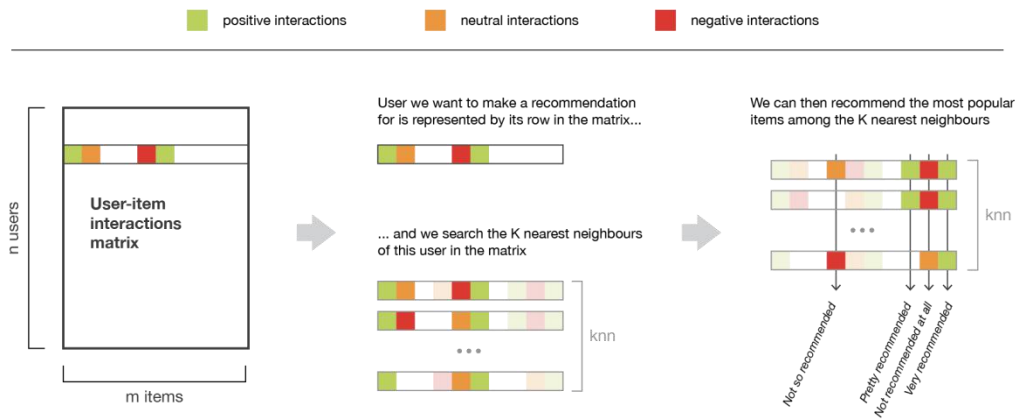 positive interactions
neutral interactions
negative interactions
n users
User-item
interactions
matrix
m items
User we want to make a recommendation
for is represented by its row in the matrix...
... and we search the K nearest neighbours
of this user in the matrix
knn
We can then recommend the most popular
items among the K nearest neighbours
knn
Not so recommended
Pretty recommended
Not recommended at all
Very recommended